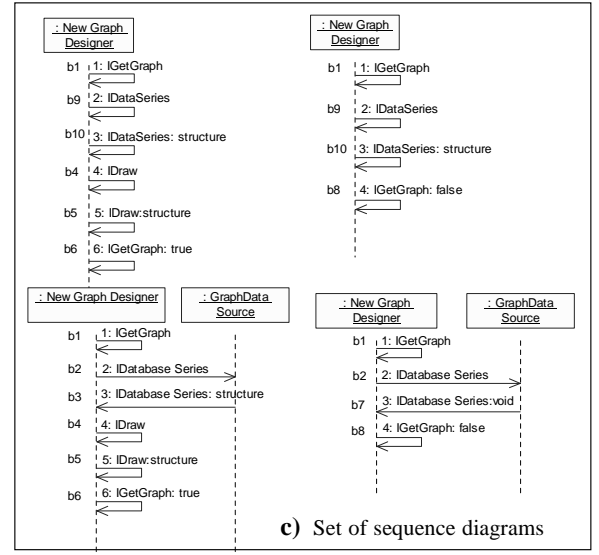 : New Graph
Designer
b1 1: IGetGraph
b9 2: IDataSeries
b10 3: IDataSeries: structure
b4 4: IDraw
b5 5: IDraw:structure
b6 6: IGetGraph: true
: New Graph
Designer
b1 1: IGetGraph
b9 2: IDataSeries
b10 3: IDataSeries: structure
b8 4: IGetGraph: false
: New Graph Designer
: GraphData
Source
b1 1: IGetGraph
b2 2: IDatabase Series
b3 3: IDatabase Series: structure
b4 4: IDraw
b5 5: IDraw:structure
b6 6: IGetGraph: true
: New Graph
Designer
: GraphData
Source
b1 1: IGetGraph
b2 2: IDatabase Series
b7 3: IDatabase Series:void
b8 4: IGetGraph: false
c) Set of sequence diagrams